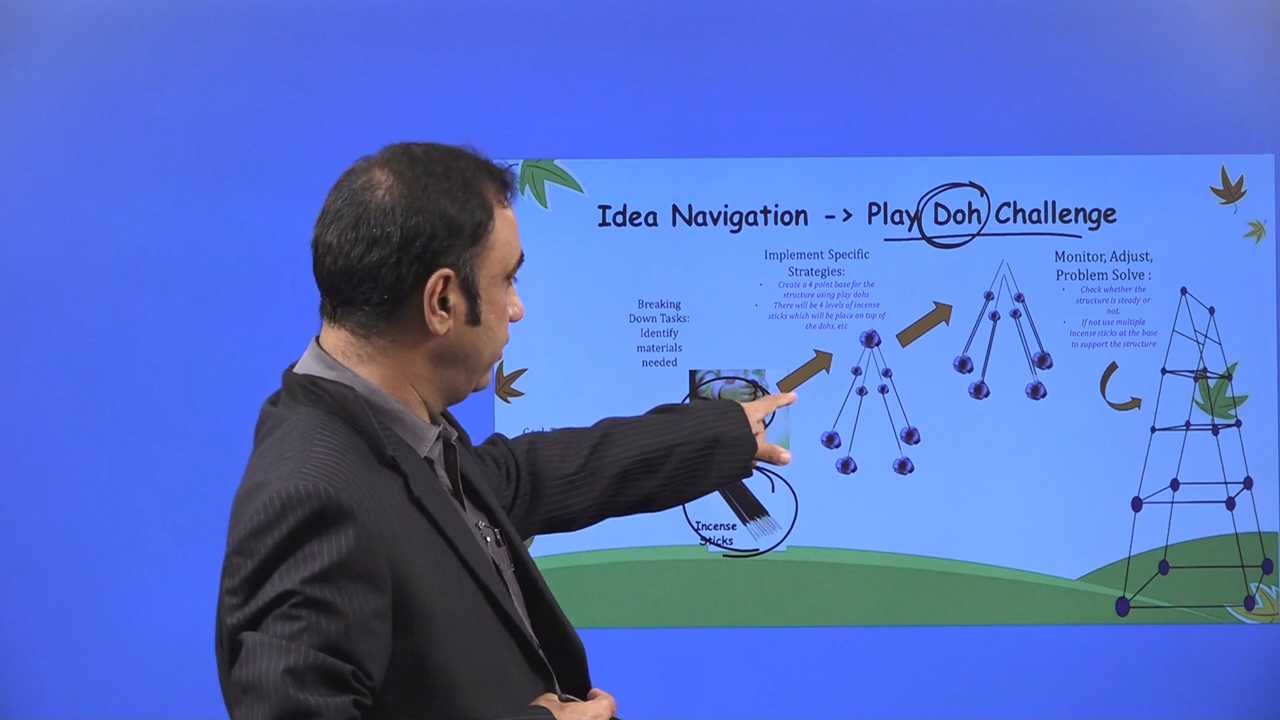 Idea Navigation -> Play Doh Challenge
Implement Specific
Strategies:
• Create a 4 point base for the
structure using play dohs
• There will be 4 levels of incense
sticks which will be place on top of
the dohs, etc
Monitor, Adjust,
Problem Solve :
• Check whether the
structure is steady or
not.
• If not use multiple
incense sticks at the base
to support the structure
Breaking
Down Tasks:
Identify
materials
needed
Incense
Sticks